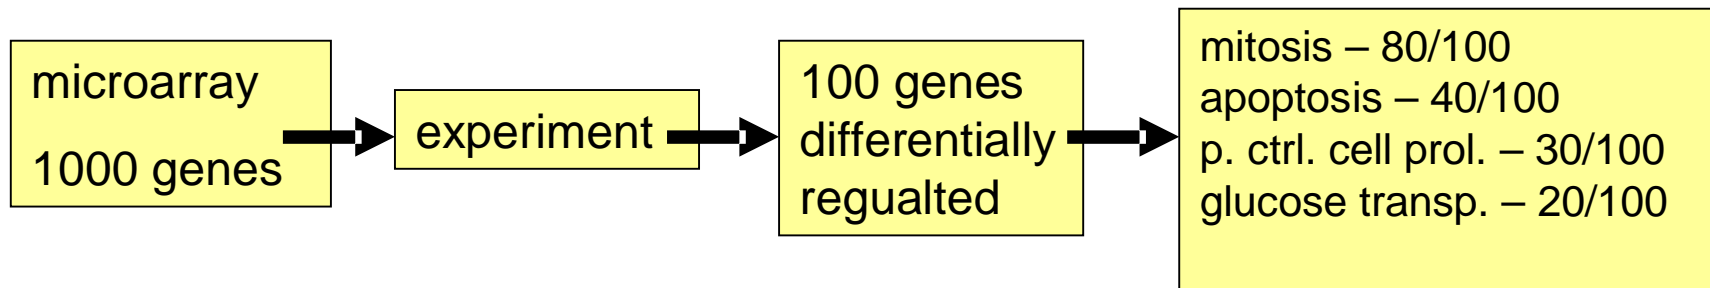 microarray
1000 genes
experiment
100 genes
differentially
regualted
mitosis – 80/100
apoptosis – 40/100
p. ctrl. cell prol. – 30/100
glucose transp. – 20/100